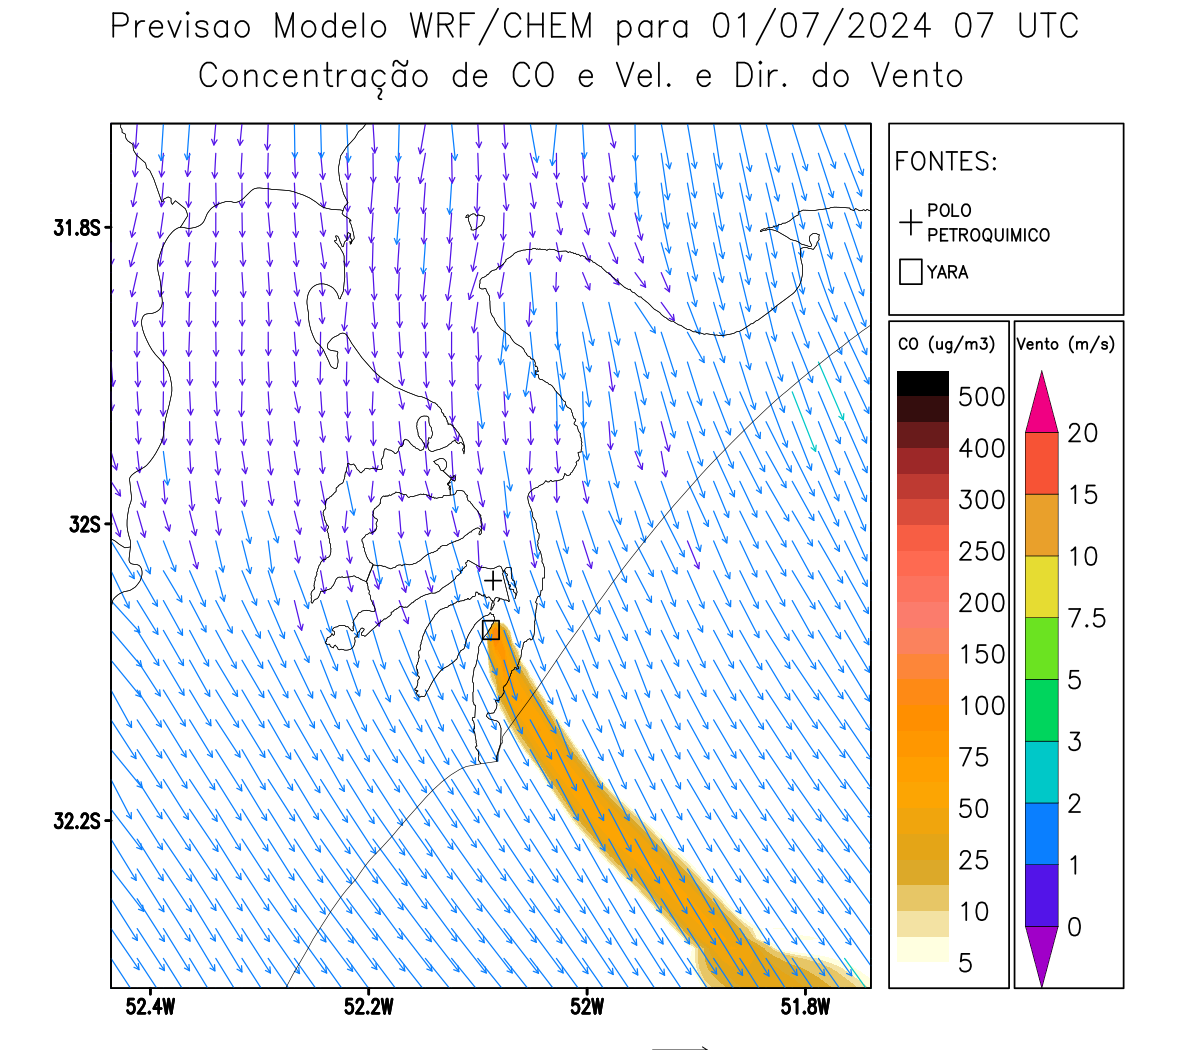 Previsao Modelo WRF/CHEM para 01/07/2024 07 UTC
Concentração de CO e Vel. e Dir. do Vento
FONTES:
POLO
PETROQUIMICO
YARA
CO (ug/m3)
500
400
300
250
200
150
100
75
50
25
10
5
Vento (m/s)
20
15
10
7.5
5
3
2
1
0
31.8S
32S
32.2S
52.4W
52.2W
52W
51.8W